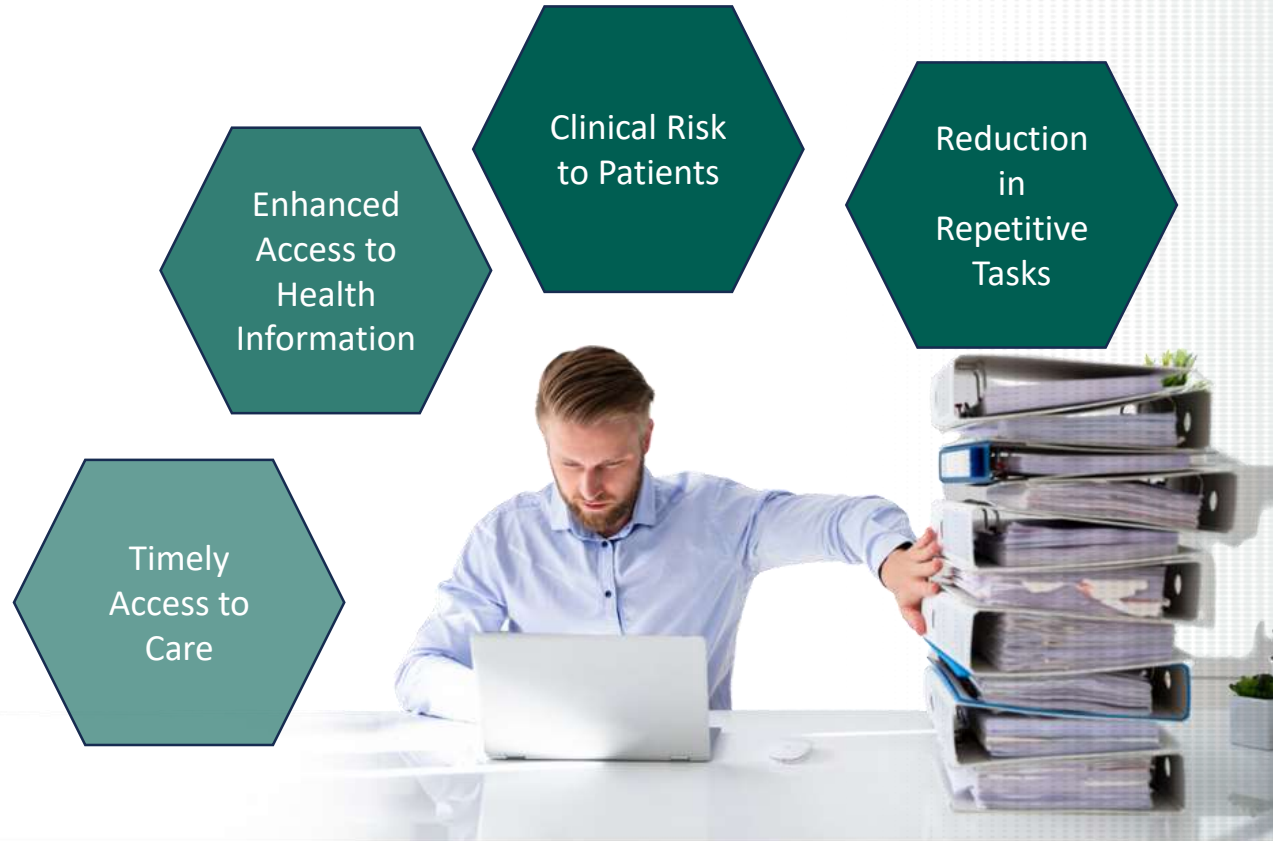 Timely
Access to
Care
Enhanced
Access to
Health
Information
Clinical Risk
to Patients
Reduction
in
Repetitive
Tasks